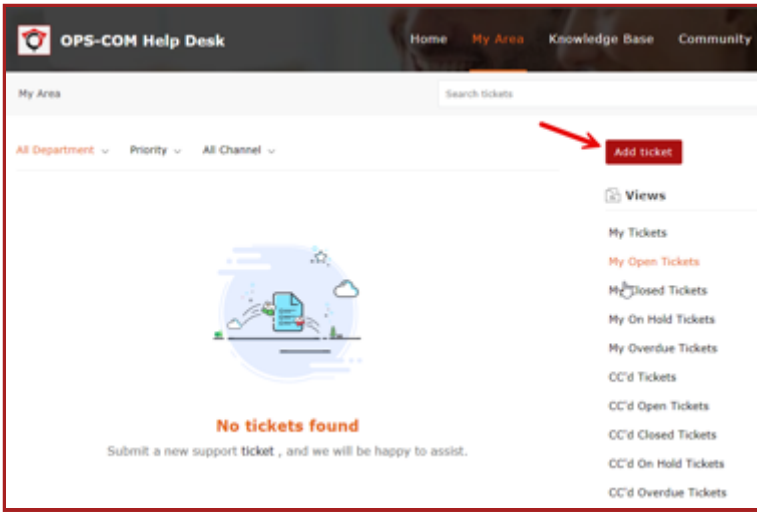 OPS-COM Help Desk
Home My Area Knowledge Base Community
My Area
Search tickets
All Department Priority All Channel
Add ticket
Views
My Tickets
My Open Tickets
My Closed Tickets
My On Hold Tickets
My Overdue Tickets
CC'd Tickets
CC'd Open Tickets
CC'd Closed Tickets
CC'd On Hold Tickets
CC'd Overdue Tickets
No tickets found
Submit a new support ticket , and we will be happy to assist.